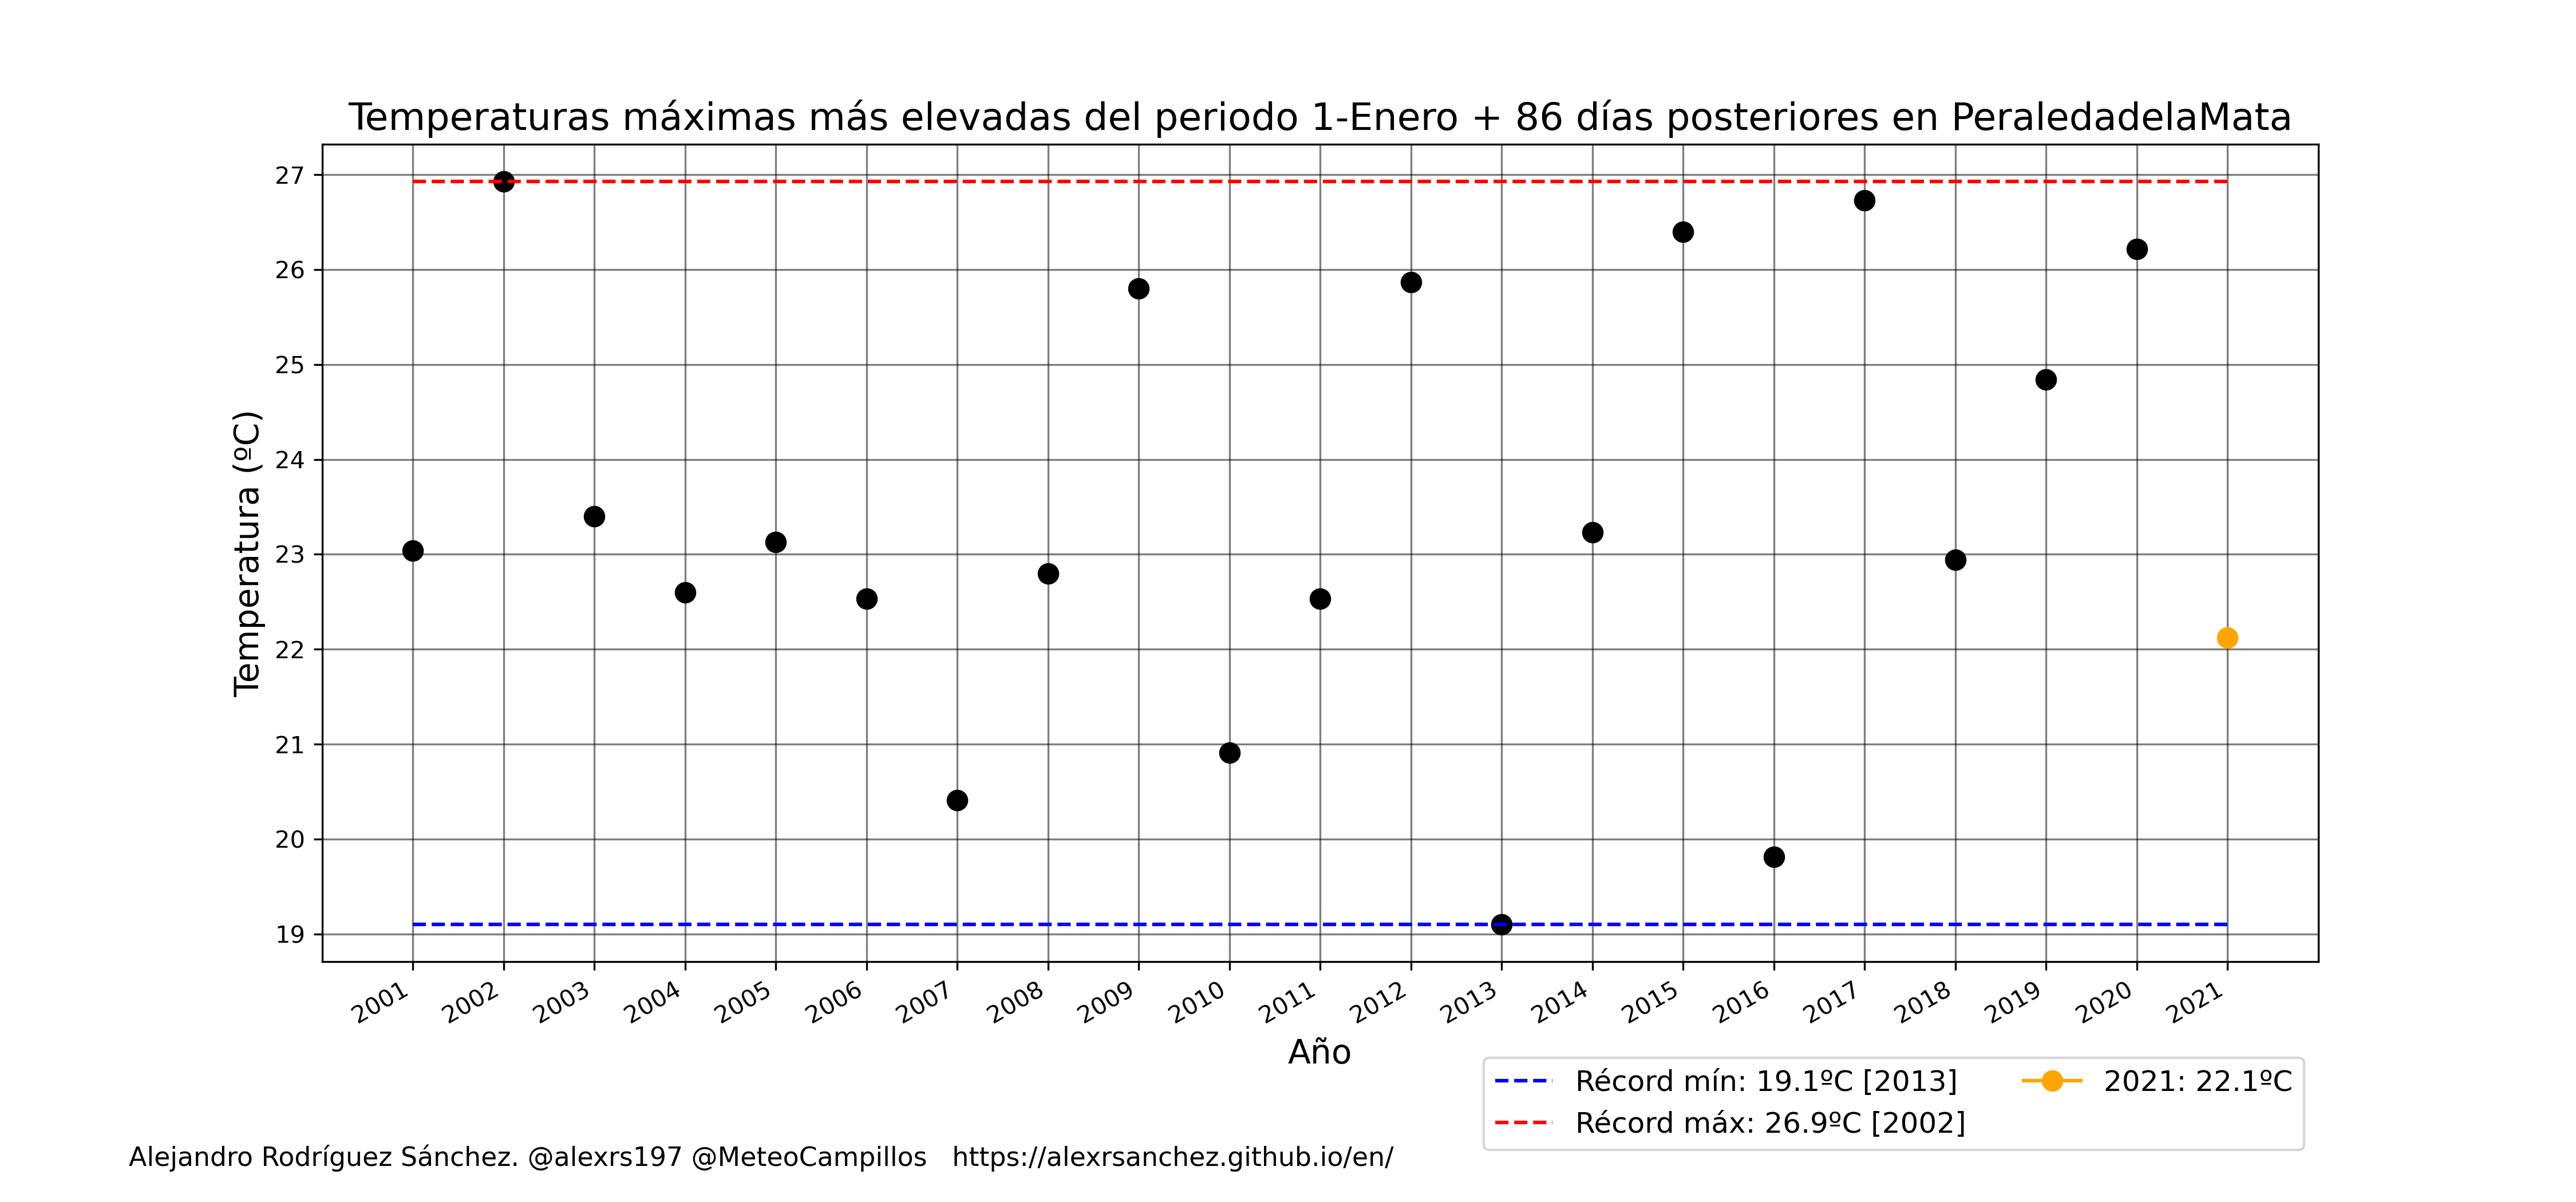 Temperaturas máximas más elevadas del periodo 1-Enero + 86 días posteriores en PeraledadelaMata
Temperatura (ºC)
27
26
25
24
23
22
21
20
19
2001 2002 2003 2004 2005 2006 2007 2008 2009 2010 2011 2012 2013 2014 2015 2016 2017 2018 2019 2020 2021
Año
Récord mín: 19.1ºC [2013]
Récord máx: 26.9ºC [2002]
2021: 22.1ºC
Alejandro Rodríguez Sánchez. @alexrs197 @MeteoCampillos https://alexrsanchez.github.io/en/